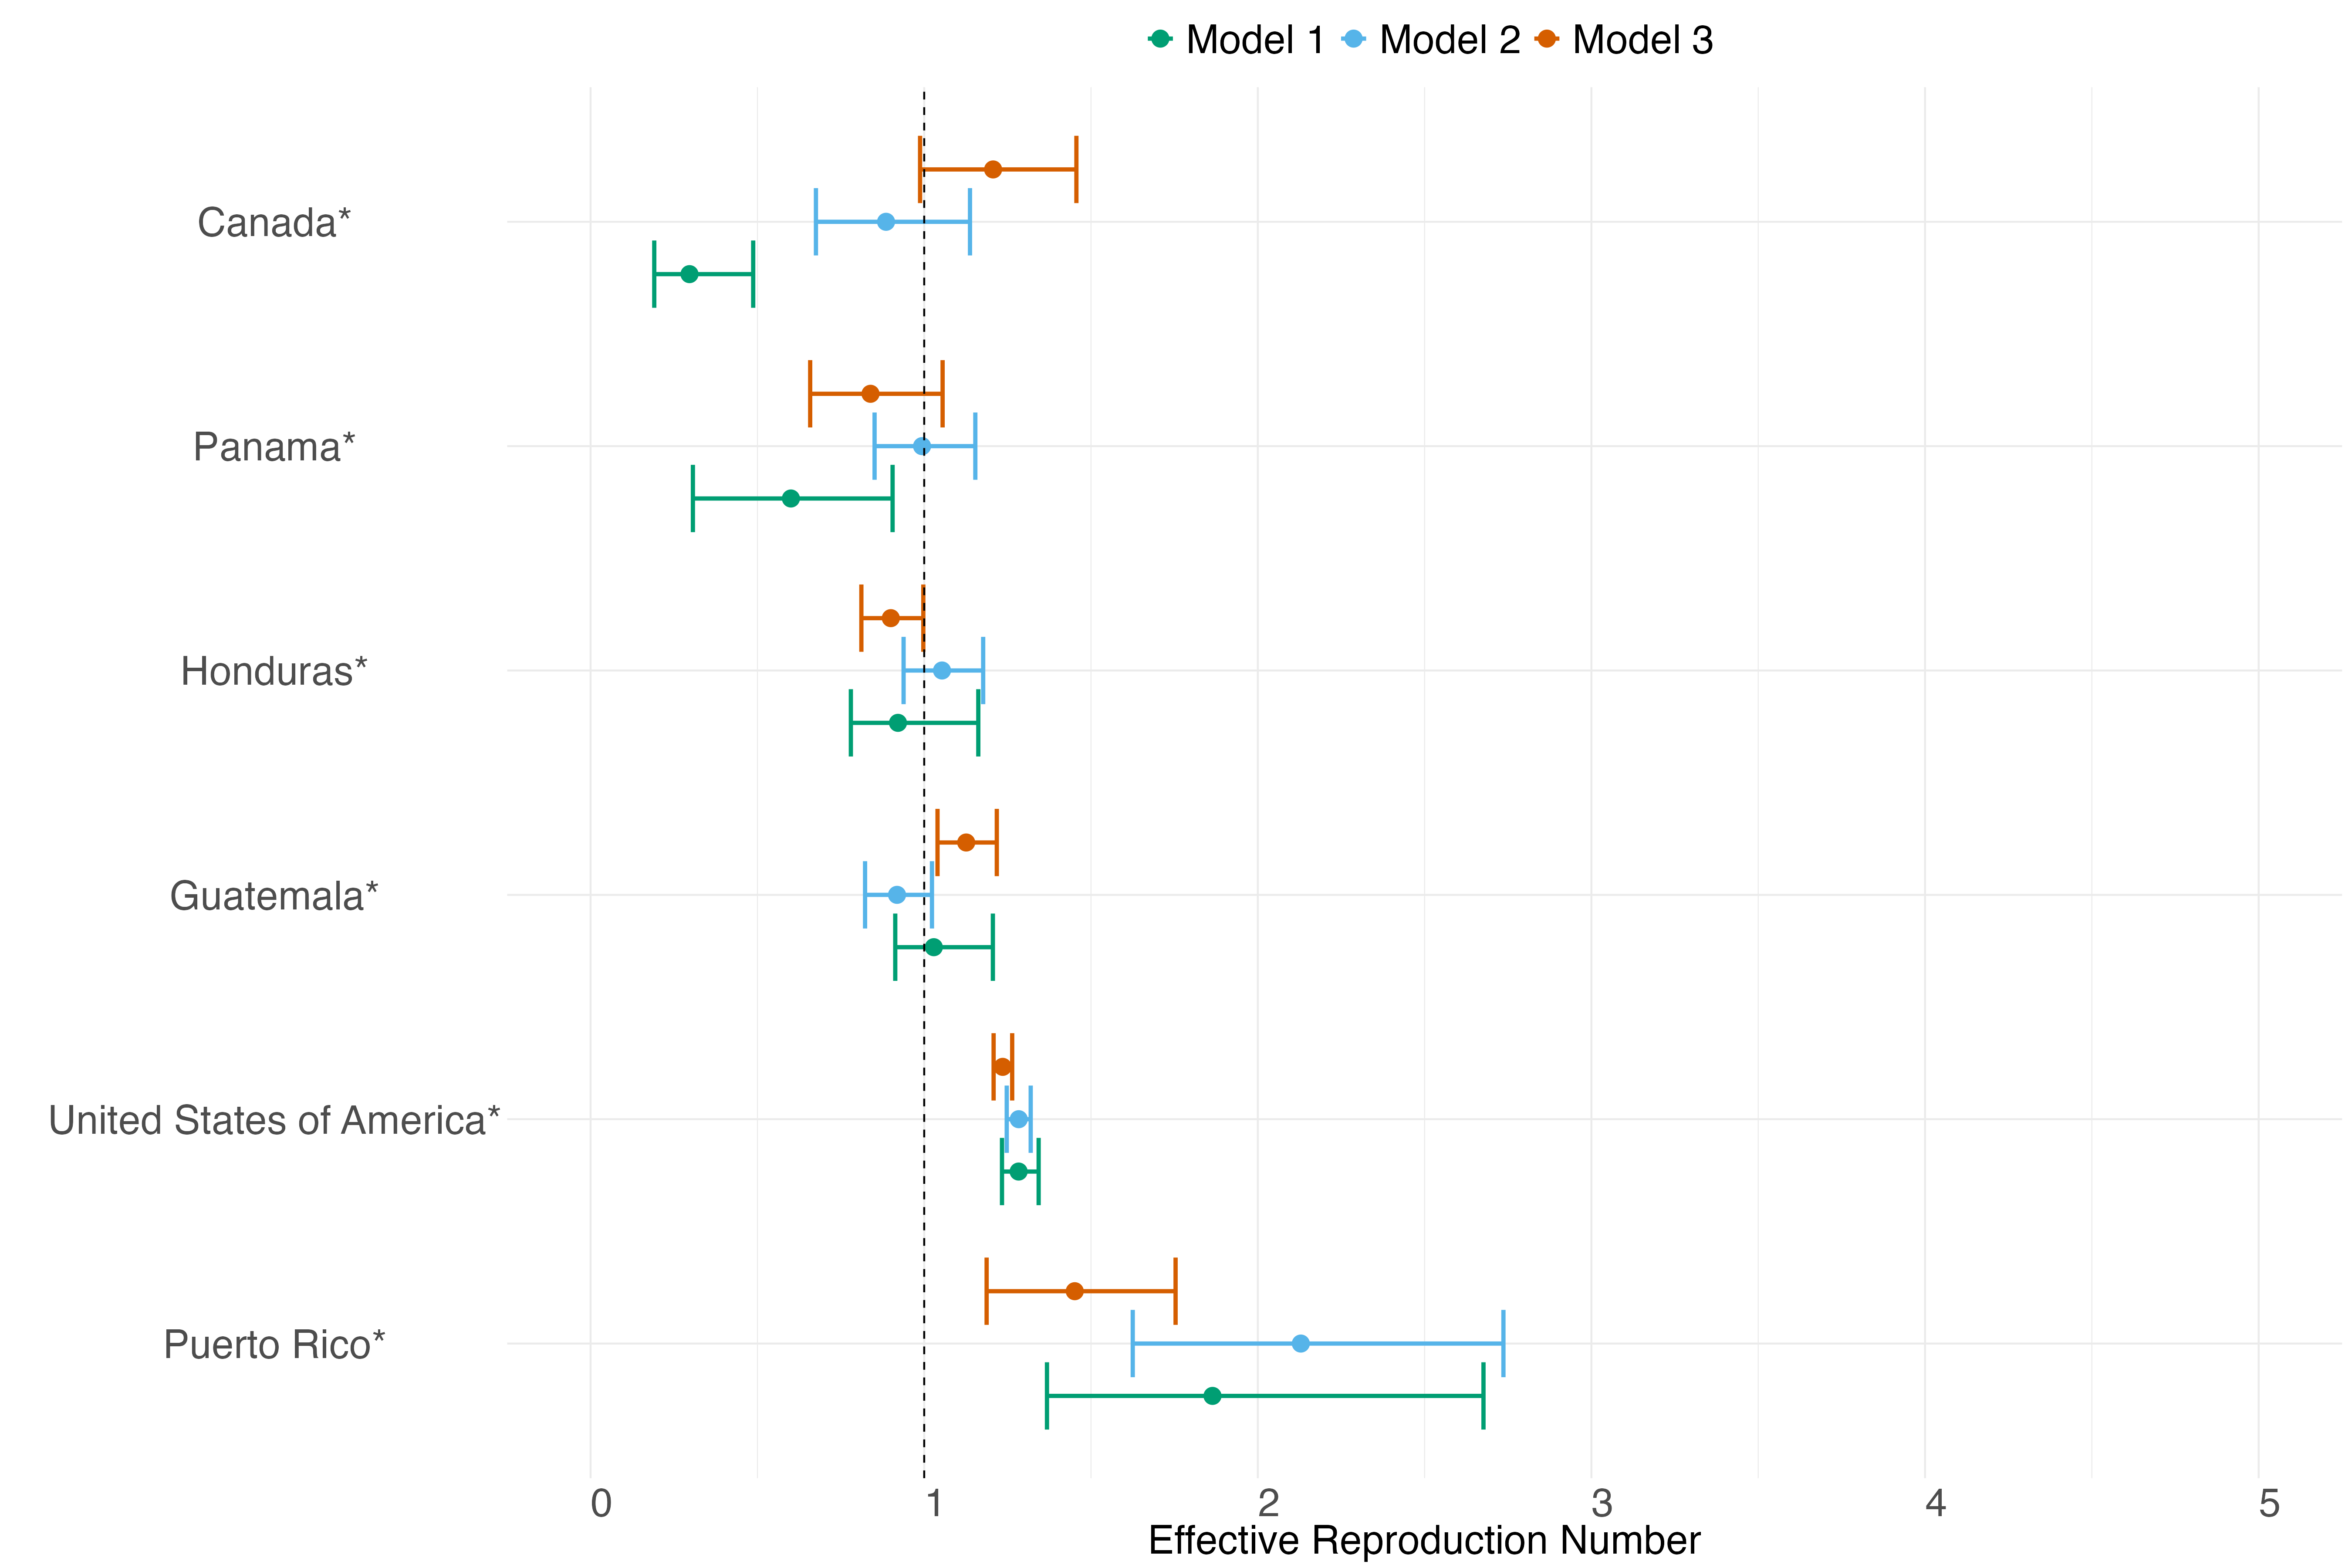 Model 1 Model 2 Model 3
Canada*
Panama*
Honduras*
Guatemala*
United States of America*
Puerto Rico*
0 1 2 3 4 5
Effective Reproduction Number